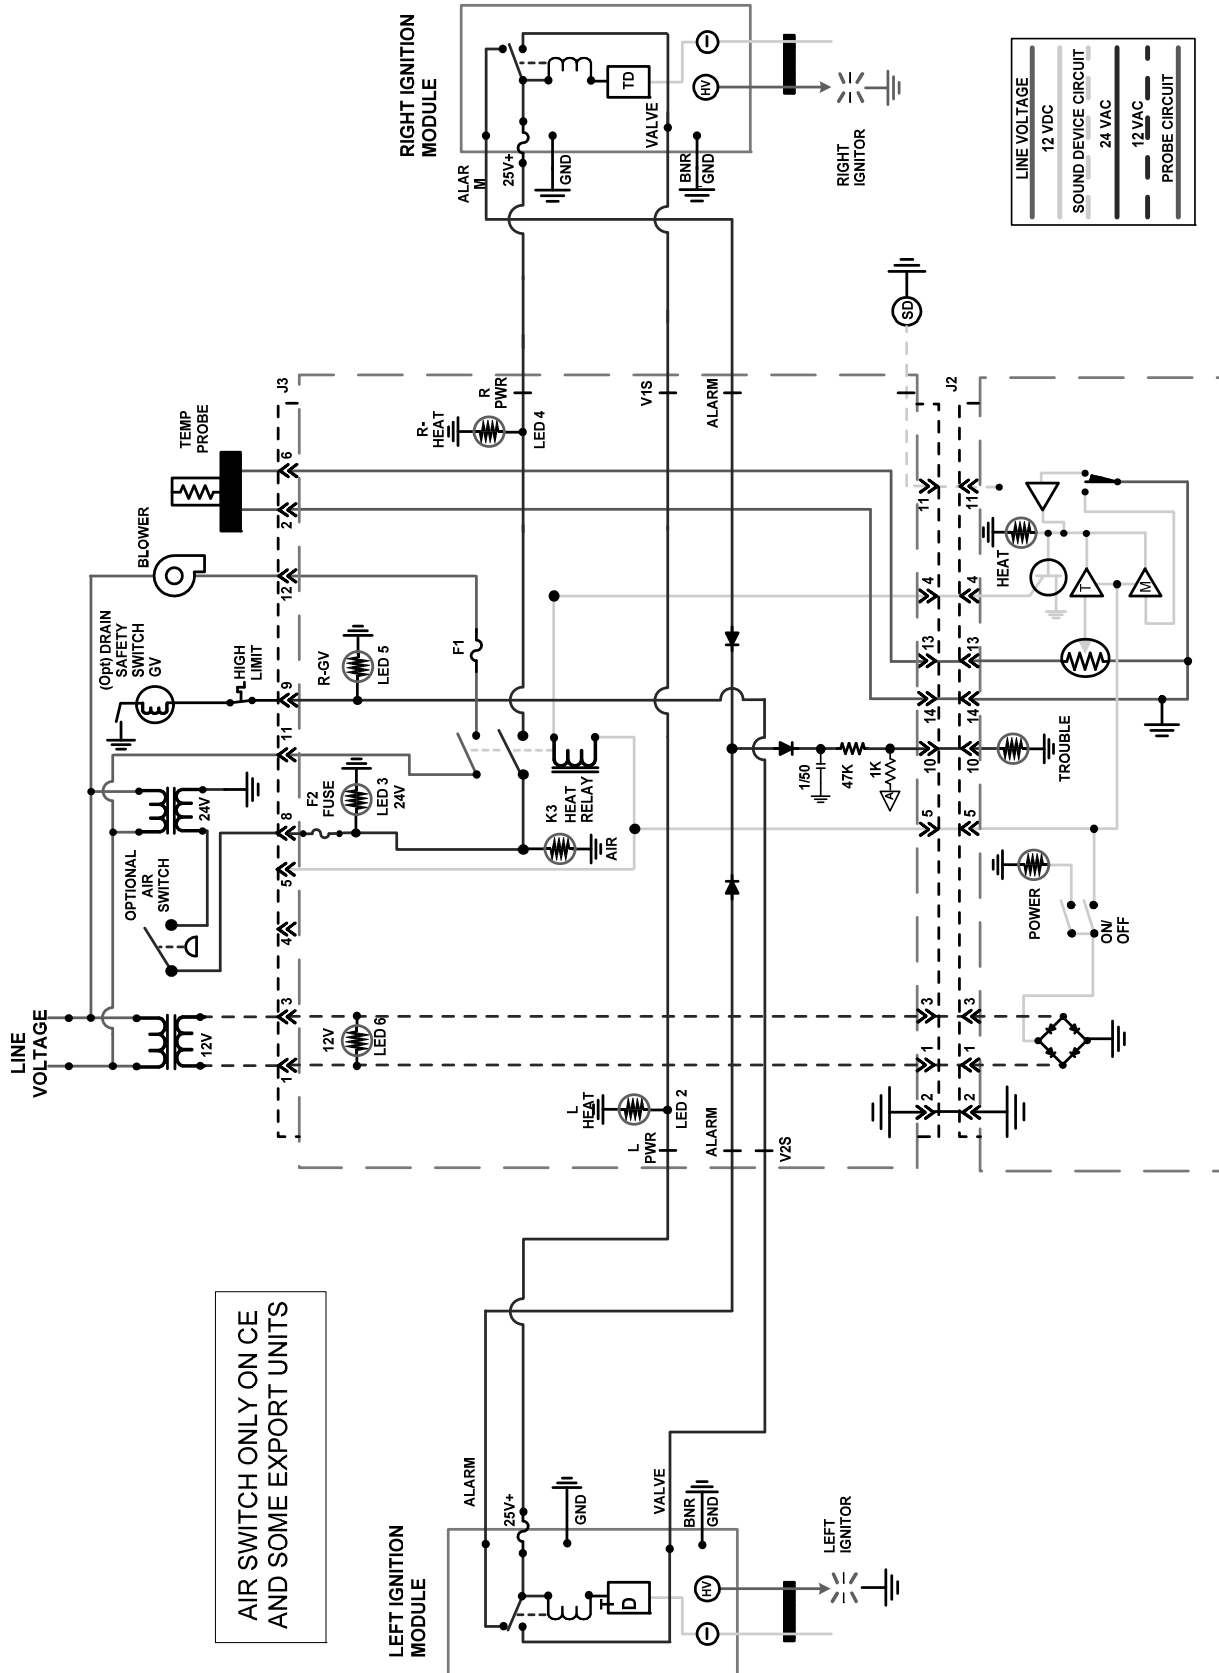 RIGHT IGNITION
MODULE
TD
HV
ALAR
M
25V+
GND
VALVE
BNR
GND
RIGHT
IGNITOR
LINE VOLTAGE
12 VDC
SOUND DEVICE CIRCUIT
24 VAC
12 VAC
PROBE CIRCUIT
SD
J3
R
PWR
R-
HEAT
LED 4
V1S
ALARM
J2
TEMP
PROBE
6
2
BLOWER
12
(Opt) DRAIN
SAFETY
SWITCH
GV
HIGH
LIMIT
9
11
8
5
4
3
1
24V
OPTIONAL
AIR
SWITCH
LINE
VOLTAGE
12V
R-GV
LED 5
F1
F2
FUSE
LED 3
24V
K3
HEAT
RELAY
AIR
12V
LED 6
1/50
47K
1K
A
11
4
13
14
10
5
3
1
2
11
4
13
14
10
5
3
1
2
HEAT
T
M
TROUBLE
POWER
ON/
OFF
L
HEAT
LED 2
L
PWR
ALARM
V2S
AIR SWITCH ONLY ON CE
AND SOME EXPORT UNITS
LEFT IGNITION
MODULE
ALARM
25V+
GND
VALVE
BNR
GND
T
D
HV
LEFT
IGNITOR